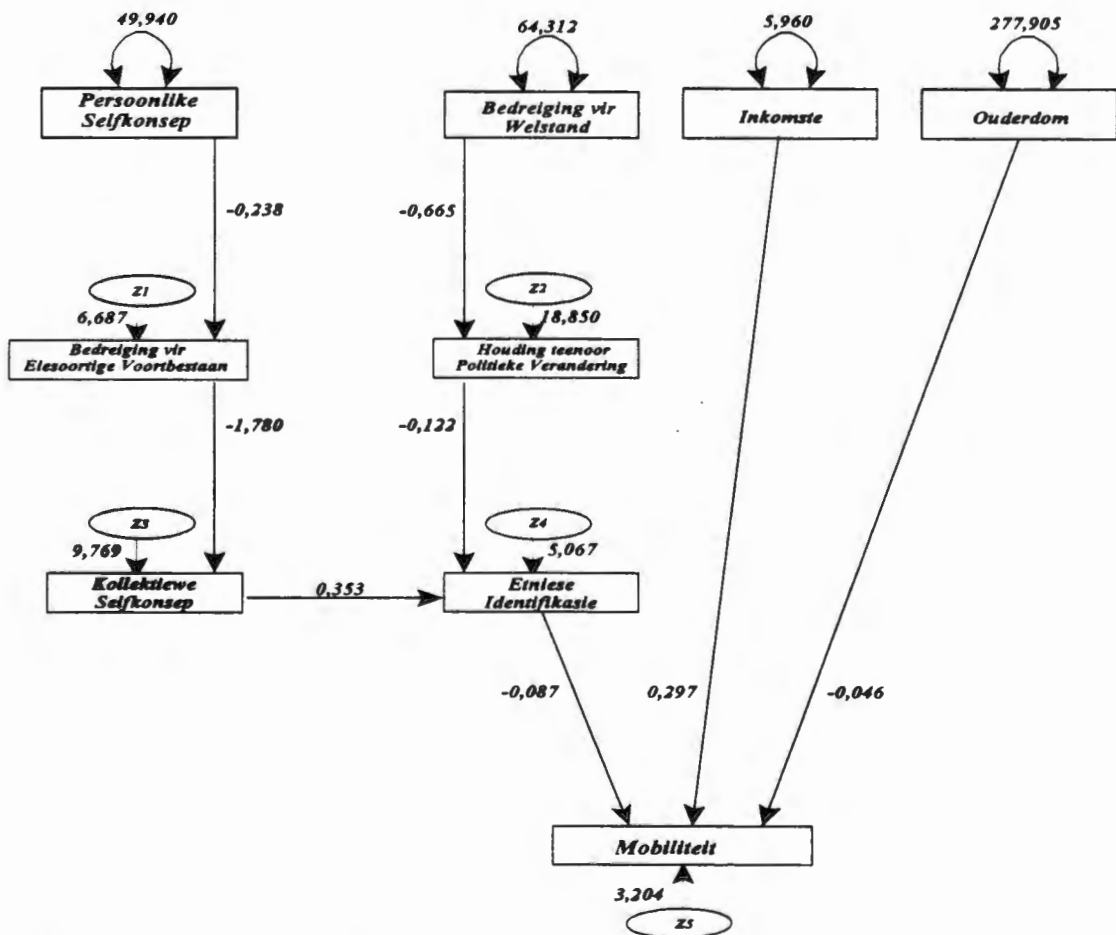 49,940
64,312
5,960
277,905
Persoonlike
Selfkonsep
Bedreiging vir
Welstand
Inkomste
Ouderdom
-0,238
-0,665
Z1
6,687
Z2
18,850
Bedreiging vir
Eiesoortige Voortbestaan
Houding teenoor
Politieke Verandering
-1,780
-0,122
Z3
9,769
Z4
5,067
Kollektiewe
Selfkonsep
0,353
Etniese
Identifikasie
-0,087
0,297
-0,046
Mobiliteit
3,204
Z5